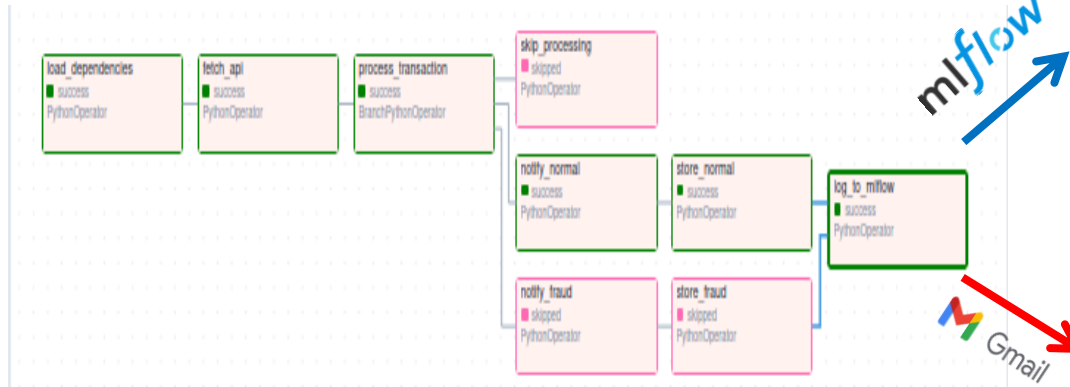 load_dependencies
success
PythonOperator
fetch_api
success
PythonOperator
process_transaction
success
BranchPythonOperator
skip_processing
skipped
PythonOperator
notify_normal
success
PythonOperator
store_normal
success
PythonOperator
notify_fraud
skipped
PythonOperator
store_fraud
skipped
PythonOperator
log_to_mlflow
success
PythonOperator
mlflow
Gmail